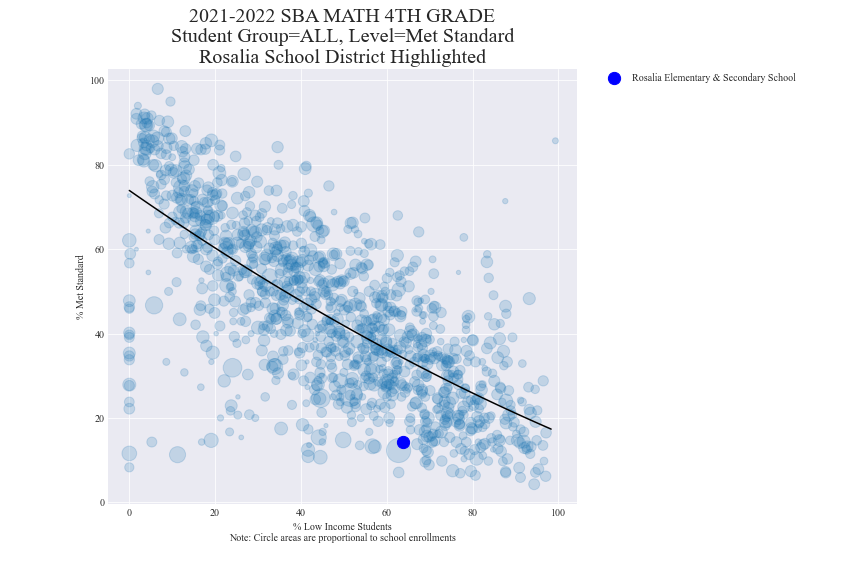 2021-2022 SBA MATH 4TH GRADE
Student Group=ALL, Level=Met Standard
Rosalia School District Highlighted
Rosalia Elementary & Secondary School
100
80
60
40
20
0
% Met Standard
0 20 40 60 80 100
% Low Income Students
Note: Circle areas are proportional to school enrollments